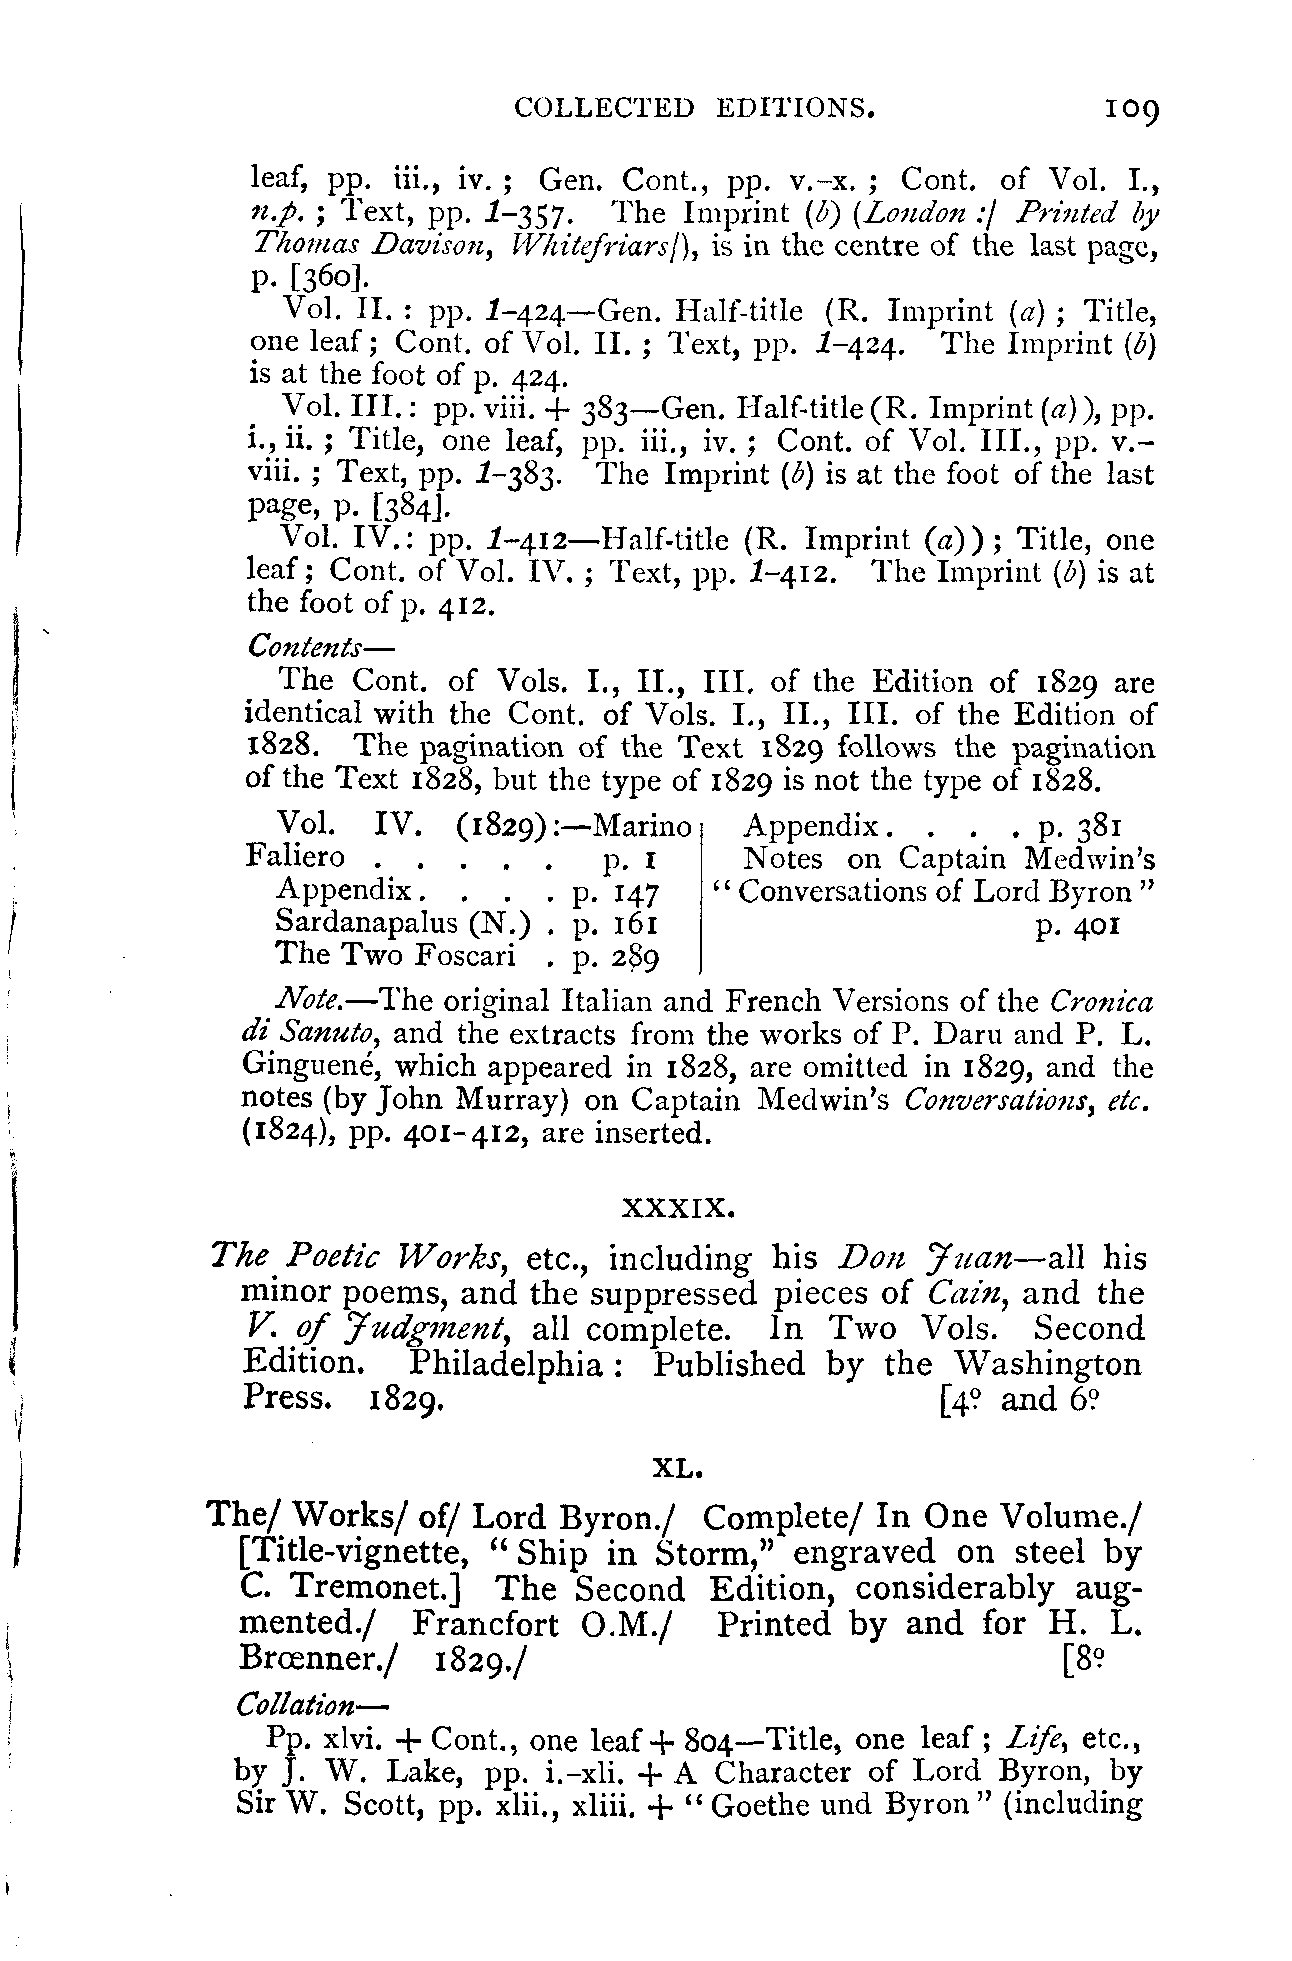 COLLECTED EDITIONS. 109
leaf, pp. iii., iv. ; Gen. Cont., pp. v.-x. ; Cont. of Vol. I.,
n.p. ; Text, pp. 1-357. The Imprint (b) (London :/ Printed by
Thomas Davison, Whitefriars/), is in the centre of the last page,
p. [360].
Vol. II. : pp. 1-424—Gen. Half-title (R. Imprint (a) ; Title,
one leaf ; Cont. of Vol. II. ; Text, pp. 1-424. The Imprint (b)
is at the foot of p. 424.
Vol. III. : pp. viii. + 383—Gen. Half-title (R. Imprint (a) ), pp.
i., ii. ; Title, one leaf, pp. iii., iv. ; Cont. of Vol. III., pp. v.-
viii. ; Text, pp. 1-383. The Imprint (b) is at the foot of the last
page, p. [384].
Vol. IV.: pp. 1-412—Half-title (R. Imprint (a) ) ; Title, one
leaf ; Cont. of Vol. IV. ; Text, pp. 1-412. The Imprint (b) is at
the foot of p. 412.
Contents—
The Cont. of Vols. I., II., III. of the Edition of 1829 are
identical with the Cont. of Vols. I., II., III. of the Edition of
1828. The pagination of the Text 1829 follows the pagination
of the Text 1828, but the type of 1829 is not the type of 1828.
Vol. IV. (1829):—Marino
Faliero . . . . . p. 1
Appendix . . . . p. 147
Sardanapalus (N.) . p. 161
The Two Foscari . p. 289
Appendix . . . . p. 381
Notes on Captain Medwin's
“ Conversations of Lord Byron ”
p. 401
Note.—The original Italian and French Versions of the Cronica
di Sanuto, and the extracts from the works of P. Daru and P. L.
Ginguené, which appeared in 1828, are omitted in 1829, and the
notes (by John Murray) on Captain Medwin's Conversations, etc.
(1824), pp. 401-412, are inserted.
XXXIX.
The Poetic Works, etc., including his Don Juan—all his
minor poems, and the suppressed pieces of Cain, and the
V. of Judgment, all complete. In Two Vols. Second
Edition. Philadelphia : Published by the Washington
Press. 1829. [4º and 6º
XL.
The/ Works/ of/ Lord Byron./ Complete/ In One Volume./
[Title-vignette, “ Ship in Storm,” engraved on steel by
C. Tremonet.] The Second Edition, considerably aug-
mented./ Francfort O.M./ Printed by and for H. L.
Brœnner./ 1829./ [8º
Collation—
Pp. xlvi. + Cont., one leaf + 804—Title, one leaf ; Life, etc.,
by J. W. Lake, pp. i.-xli. + A Character of Lord Byron, by
Sir W. Scott, pp. xlii., xliii. + “ Goethe und Byron ” (including